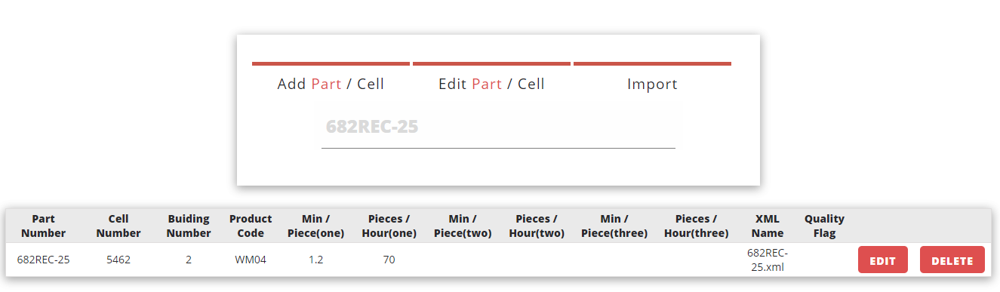 Add Part / Cell
Edit Part / Cell
Import
682REC-25
Part Number
Cell Number
Buiding Number
Product Code
Min / Piece(one)
Pieces / Hour(one)
Min / Piece(two)
Pieces / Hour(two)
Min / Piece(three)
Pieces / Hour(three)
XML Name
Quality Flag
682REC-25
5462
2
WM04
1.2
70
682REC-
25.xml
EDIT
DELETE